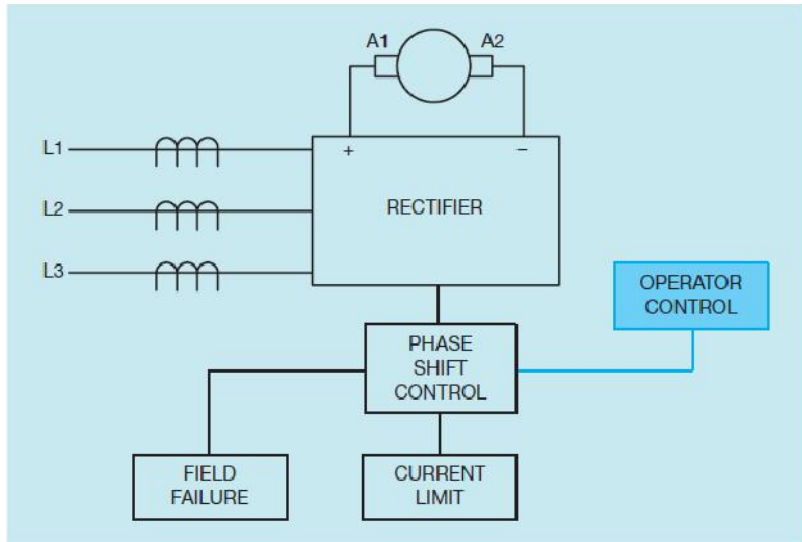 A1
A2
L1
+
−
L2
RECTIFIER
L3
OPERATOR
CONTROL
PHASE
SHIFT
CONTROL
FIELD
FAILURE
CURRENT
LIMIT